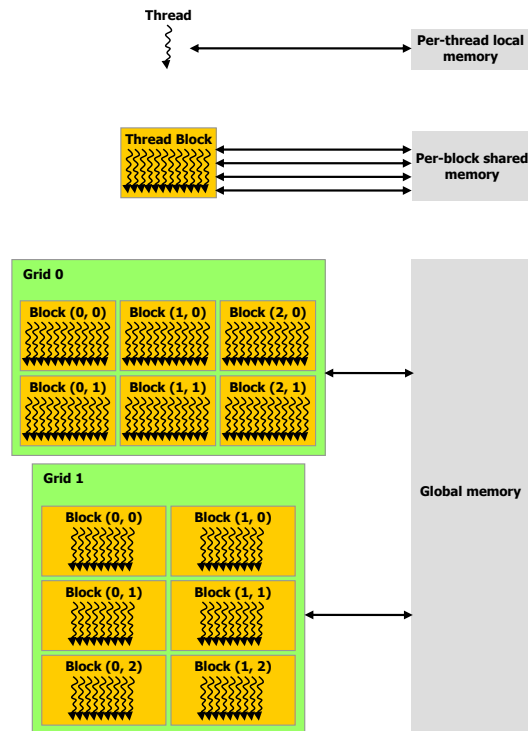 Thread
Per-thread local
memory
Thread Block
Per-block shared
memory
Grid 0
Block (0, 0) Block (1, 0) Block (2, 0)
Block (0, 1) Block (1, 1) Block (2, 1)
Grid 1
Global memory
Block (0, 0) Block (1, 0)
Block (0, 1) Block (1, 1)
Block (0, 2) Block (1, 2)